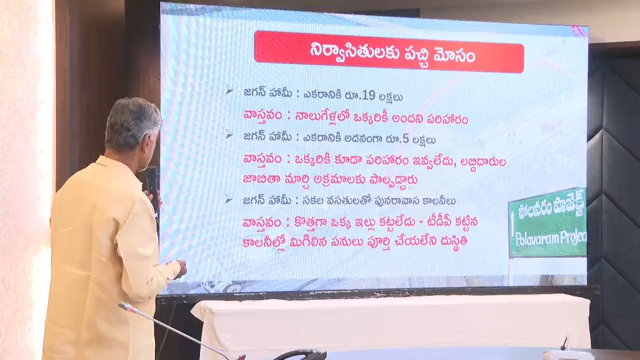 నిర్వాసితులకు పచ్చి మోసం
➢ జగన్ హామీ : ఎకరానికి రూ.19 లక్షలు
వాస్తవం : నాలుగేళ్లలో ఒక్కరికీ అందని పరిహారం
➢ జగన్ హామీ : ఎకరానికి అదనంగా రూ.5 లక్షలు
వాస్తవం : ఒక్కరికి కూడా పరిహారం ఇవ్వలేదు, లబ్దిదారుల
జాబితా మార్చి అక్రమాలకు పాల్పడ్డారు
➢ జగన్ హామీ : సకల వసతులతో పునరావాస కాలనీలు
వాస్తవం : కొత్తగా ఒక్క ఇల్లు కట్టలేదు - టీడీపీ కట్టిన
కాలనీల్లో మిగిలిన పనులు పూర్తి చేయలేని దుస్థితి
పోలవరం ప్రాజెక్ట్
Polavaram Projec